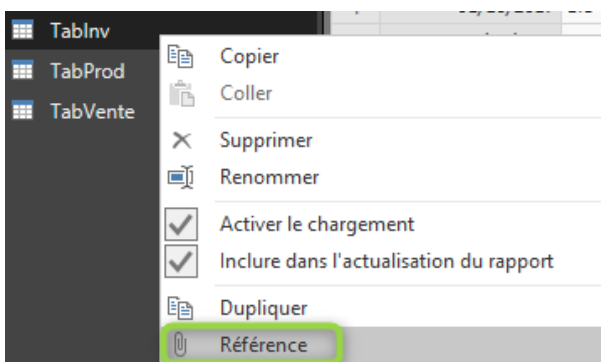 TabInv
TabProd
TabVente
Copier
Coller
Supprimer
Renommer
Activer le chargement
Inclure dans l'actualisation du rapport
Dupliquer
Référence